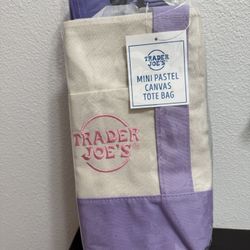 TRADER
JOE'S
MINI PASTEL
CANVAS
TOTE BAG
TRADER
JOE'S